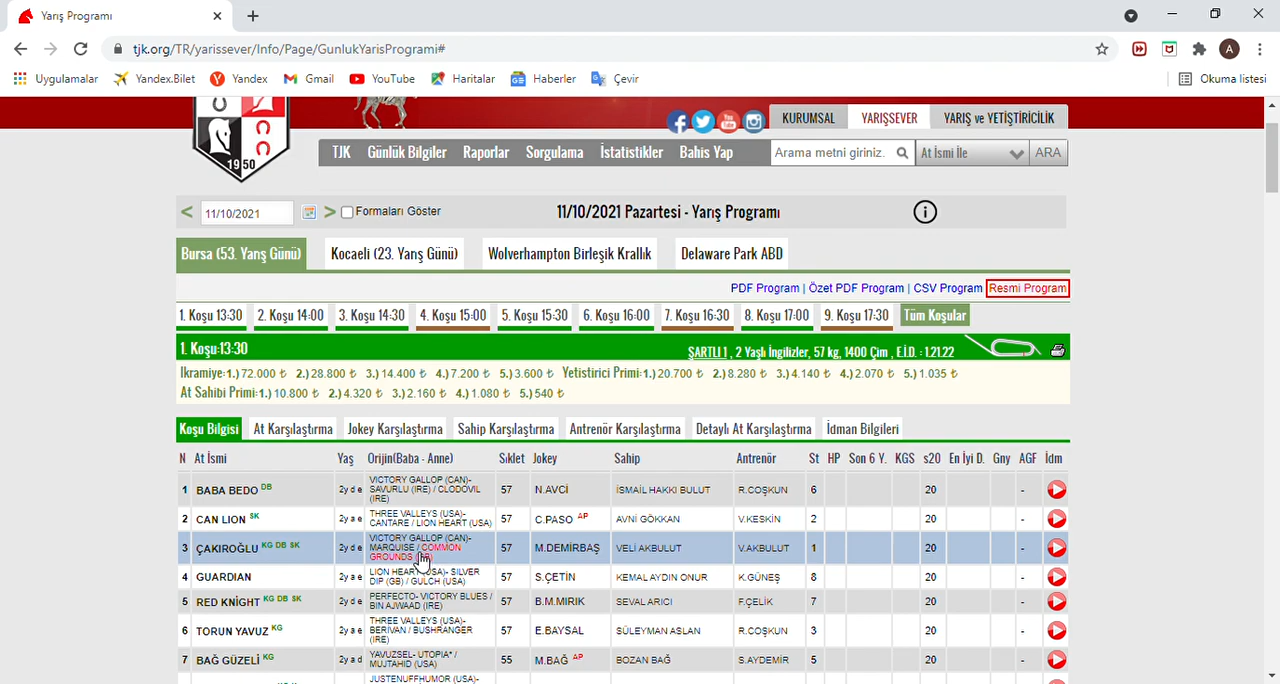 Yarış Programı
tjk.org/TR/yarissever/Info/Page/GunlukYarisProgrami#
A
Uygulamalar Yandex.Bilet Yandex Gmail YouTube Haritalar Haberler Çevir Okuma listesi
1950
KURUMSAL YARIŞSEVER YARIŞ ve YETİŞTİRİCİLİK
TJK Günlük Bilgiler Raporlar Sorgulama İstatistikler Bahis Yap Arama metni giriniz. At İsmi İle ARA
< 11/10/2021 > Formaları Göster 11/10/2021 Pazartesi - Yarış Programı
Bursa (53. Yarış Günü) Kocaeli (23. Yarış Günü) Wolverhampton Birleşik Krallık Delaware Park ABD
PDF Program | Özet PDF Program | CSV Program Resmi Program
1. Koşu 13:30 2. Koşu 14:00 3. Koşu 14:30 4. Koşu 15:00 5. Koşu 15:30 6. Koşu 16:00 7. Koşu 16:30 8. Koşu 17:00 9. Koşu 17:30 Tüm Koşular
1. Koşu:13:30 ŞARTLI 1 , 2 Yaşlı İngilizler, 57 kg, 1400 Çim , E.İ.D. : 1.21.22
Ikramiye:1.) 72.000 ₺ 2.) 28.800 ₺ 3.) 14.400 ₺ 4.) 7.200 ₺ 5.) 3.600 ₺ Yetistirici Primi:1.) 20.700 ₺ 2.) 8.280 ₺ 3.) 4.140 ₺ 4.) 2.070 ₺ 5.) 1.035 ₺
At Sahibi Primi:1.) 10.800 ₺ 2.) 4.320 ₺ 3.) 2.160 ₺ 4.) 1.080 ₺ 5.) 540 ₺
Koşu Bilgisi At Karşılaştırma Jokey Karşılaştırma Sahip Karşılaştırma Antrenör Karşılaştırma Detaylı At Karşılaştırma İdman Bilgileri
N At İsmi Yaş Orijin(Baba - Anne) Sıklet Jokey Sahip Antrenör St HP Son 6 Y. KGS s20 En İyi D. Gny AGF İdm
1 BABA BEDO DB 2y d e VICTORY GALLOP (CAN)- SAVURLU (IRE) / CLODOVIL (IRE) 57 N.AVCİ İSMAİL HAKKI BULUT R.COŞKUN 6 20 -
2 CAN LION SK 2y a e THREE VALLEYS (USA)- CANTARE / LION HEART (USA) 57 C.PASO AP AVNİ GÖKKAN V.KESKİN 2 20 -
3 ÇAKIROĞLU KG DB SK 2y d e VICTORY GALLOP (CAN)- MARQUISE / COMMON GROUNDS 57 M.DEMİRBAŞ VELİ AKBULUT V.AKBULUT 1 20 -
4 GUARDIAN 2y a e LION HEART (USA)- SILVER DIP (GB) / GULCH (USA) 57 S.ÇETİN KEMAL AYDIN ONUR K.GÜNEŞ 8 20 -
5 RED KNİGHT KG DB SK 2y d e PERFECTO- VICTORY BLUES / BIN AJWAAD (IRE) 57 B.M.MIRIK SEVAL ARICI F.ÇELİK 7 20 -
6 TORUN YAVUZ KG 2y a e THREE VALLEYS (USA)- BERİVAN / BUSHRANGER (IRE) 57 E.BAYSAL SÜLEYMAN ASLAN R.COŞKUN 3 20 -
7 BAĞ GÜZELİ KG 2y a d YAVUZSEL- UTOPIA* / MUJTAHID (USA) 55 M.BAĞ AP BOZAN BAĞ S.AYDEMİR 5 20 -
JUSTENUFFHUMOR (USA)-